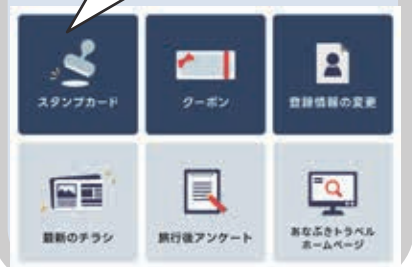 スタンプカード
クーポン
登録情報の変更
最新のチラシ
旅行後アンケート
あなぶきトラベル
ホームページ